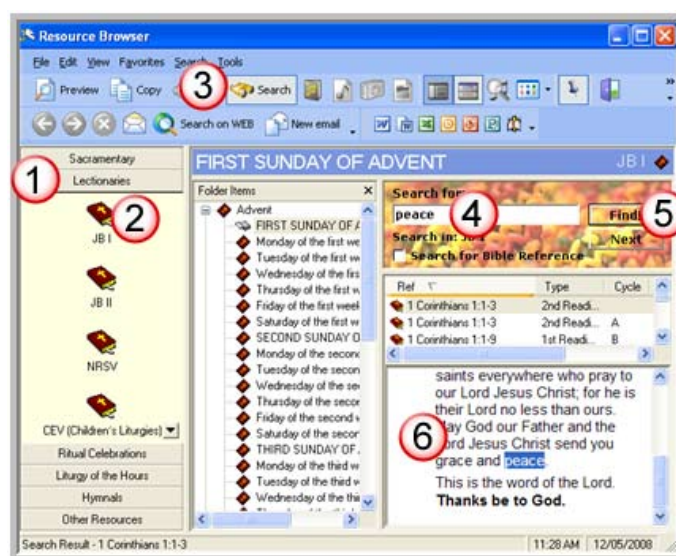 Resource Browser
File Edit View Favorites Search Tools
Preview Copy 3 Search
Search on WEB New email
Sacramentary
1 Lectionaries
2
JB I
JB II
NRSV
CEV (Children's Liturgies)
Ritual Celebrations
Liturgy of the Hours
Hymnals
Other Resources
FIRST SUNDAY OF ADVENT JB I
Folder Items
Advent
FIRST SUNDAY OF A
Monday of the first we
Tuesday of the first we
Wednesday of the firs
Thursday of the first w
Friday of the first week
Saturday of the first w
SECOND SUNDAY O
Monday of the second
Tuesday of the second
Wednesday of the sec
Thursday of the secon
Friday of the second w
Saturday of the secon
THIRD SUNDAY OF
Monday of the third w
Tuesday of the third w
Wednesday of the thi
Search for
peace 4 Find 5
Search in: JB I Next
Search for Bible Reference
Ref Type Cycle
1 Corinthians 1:1-3 2nd Readi...
1 Corinthians 1:1-3 2nd Readi... A
1 Corinthians 1:1-9 1st Readi... B
saints everywhere who pray to
our Lord Jesus Christ; for he is
their Lord no less than ours.
May God our Father and the
6 Lord Jesus Christ send you
grace and peace.
This is the word of the Lord.
Thanks be to God.
Search Result - 1 Corinthians 1:1-3 11:28 AM 12/05/2008